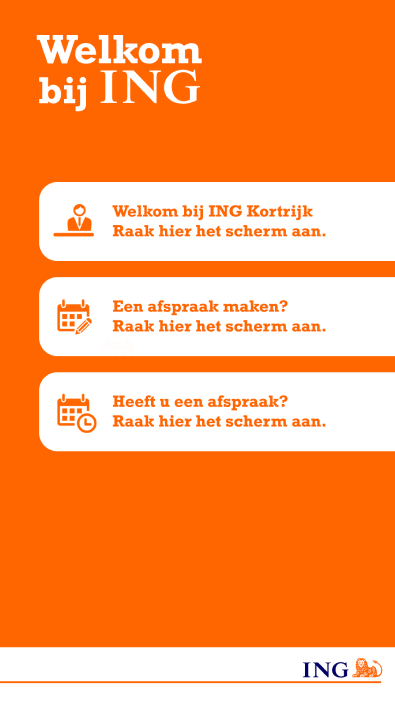 Welkom
bij ING
Welkom bij ING Kortrijk
Raak hier het scherm aan.
Een afspraak maken?
Raak hier het scherm aan.
Heeft u een afspraak?
Raak hier het scherm aan.
ING